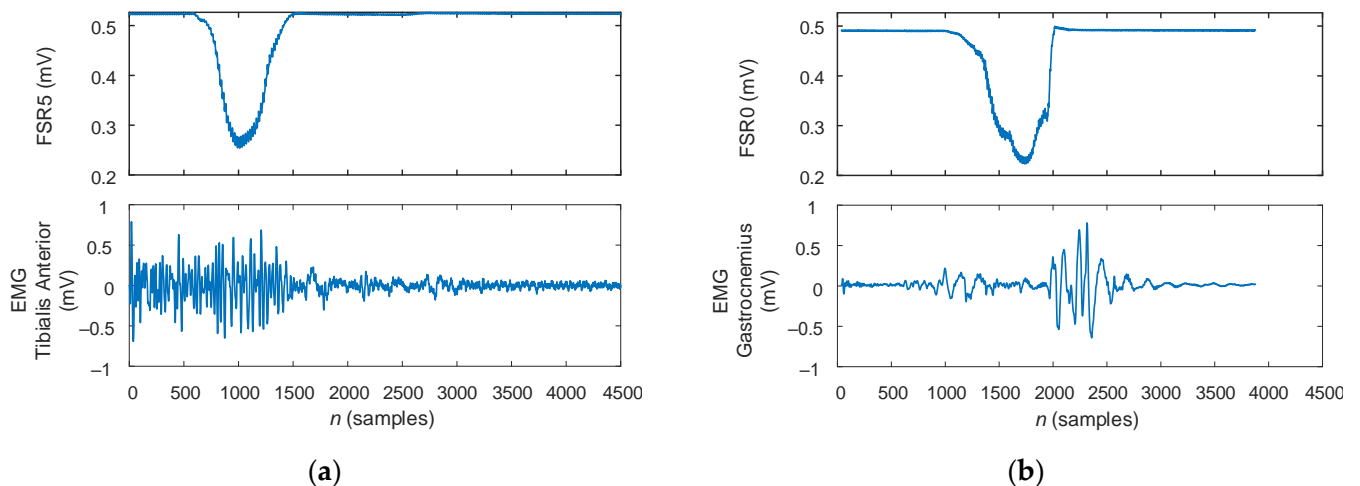 0.5
0.4
0.3
0.2
FSR5 (mV)
1
0.5
0
–0.5
–1
EMG
Tibialis Anterior
(mV)
0 500 1000 1500 2000 2500 3000 3500 4000 4500
n (samples)
(a)
0.5
0.4
0.3
0.2
FSR0 (mV)
1
0.5
0
–0.5
–1
EMG
Gastrocnemius
(mV)
0 500 1000 1500 2000 2500 3000 3500 4000 4500
n (samples)
(b)